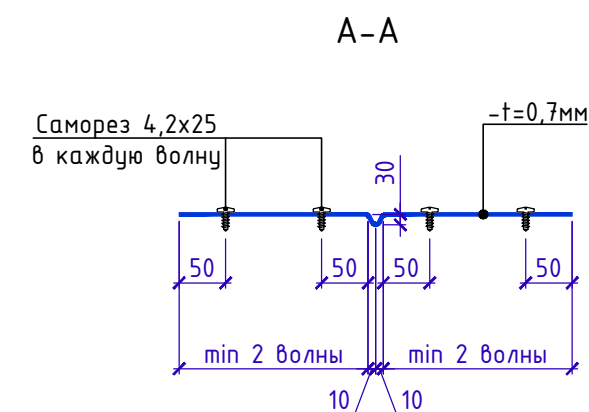 А-А
Саморез 4,2х25
в каждую волну
-t=0,7мм
30
50
50
50
50
min 2 волны
min 2 волны
10
10